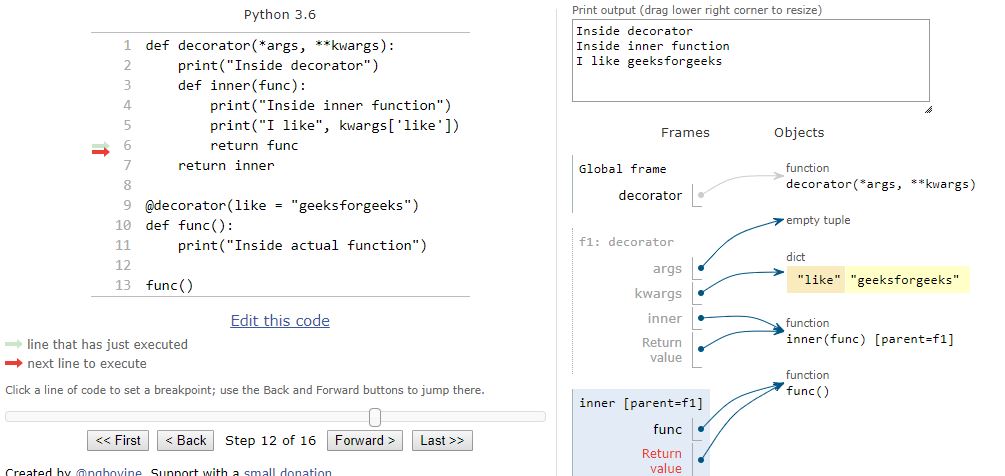 Python 3.6
1 def decorator(*args, **kwargs):
2     print("Inside decorator")
3     def inner(func):
4         print("Inside inner function")
5         print("I like", kwargs['like'])
6         return func
7     return inner
8
9 @decorator(like = "geeksforgeeks")
10 def func():
11     print("Inside actual function")
12
13 func()
Edit this code
line that has just executed
next line to execute
Click a line of code to set a breakpoint; use the Back and Forward buttons to jump there.
<< First < Back Step 12 of 16 Forward > Last >>
Created by @pgbovine. Support with a small donation.
Print output (drag lower right corner to resize)
Inside decorator
Inside inner function
I like geeksforgeeks
Frames Objects
Global frame
decorator
function
decorator(*args, **kwargs)
f1: decorator
args
kwargs
inner
Return
value
empty tuple
dict
"like" "geeksforgeeks"
function
inner(func) [parent=f1]
function
func()
inner [parent=f1]
func
Return
value